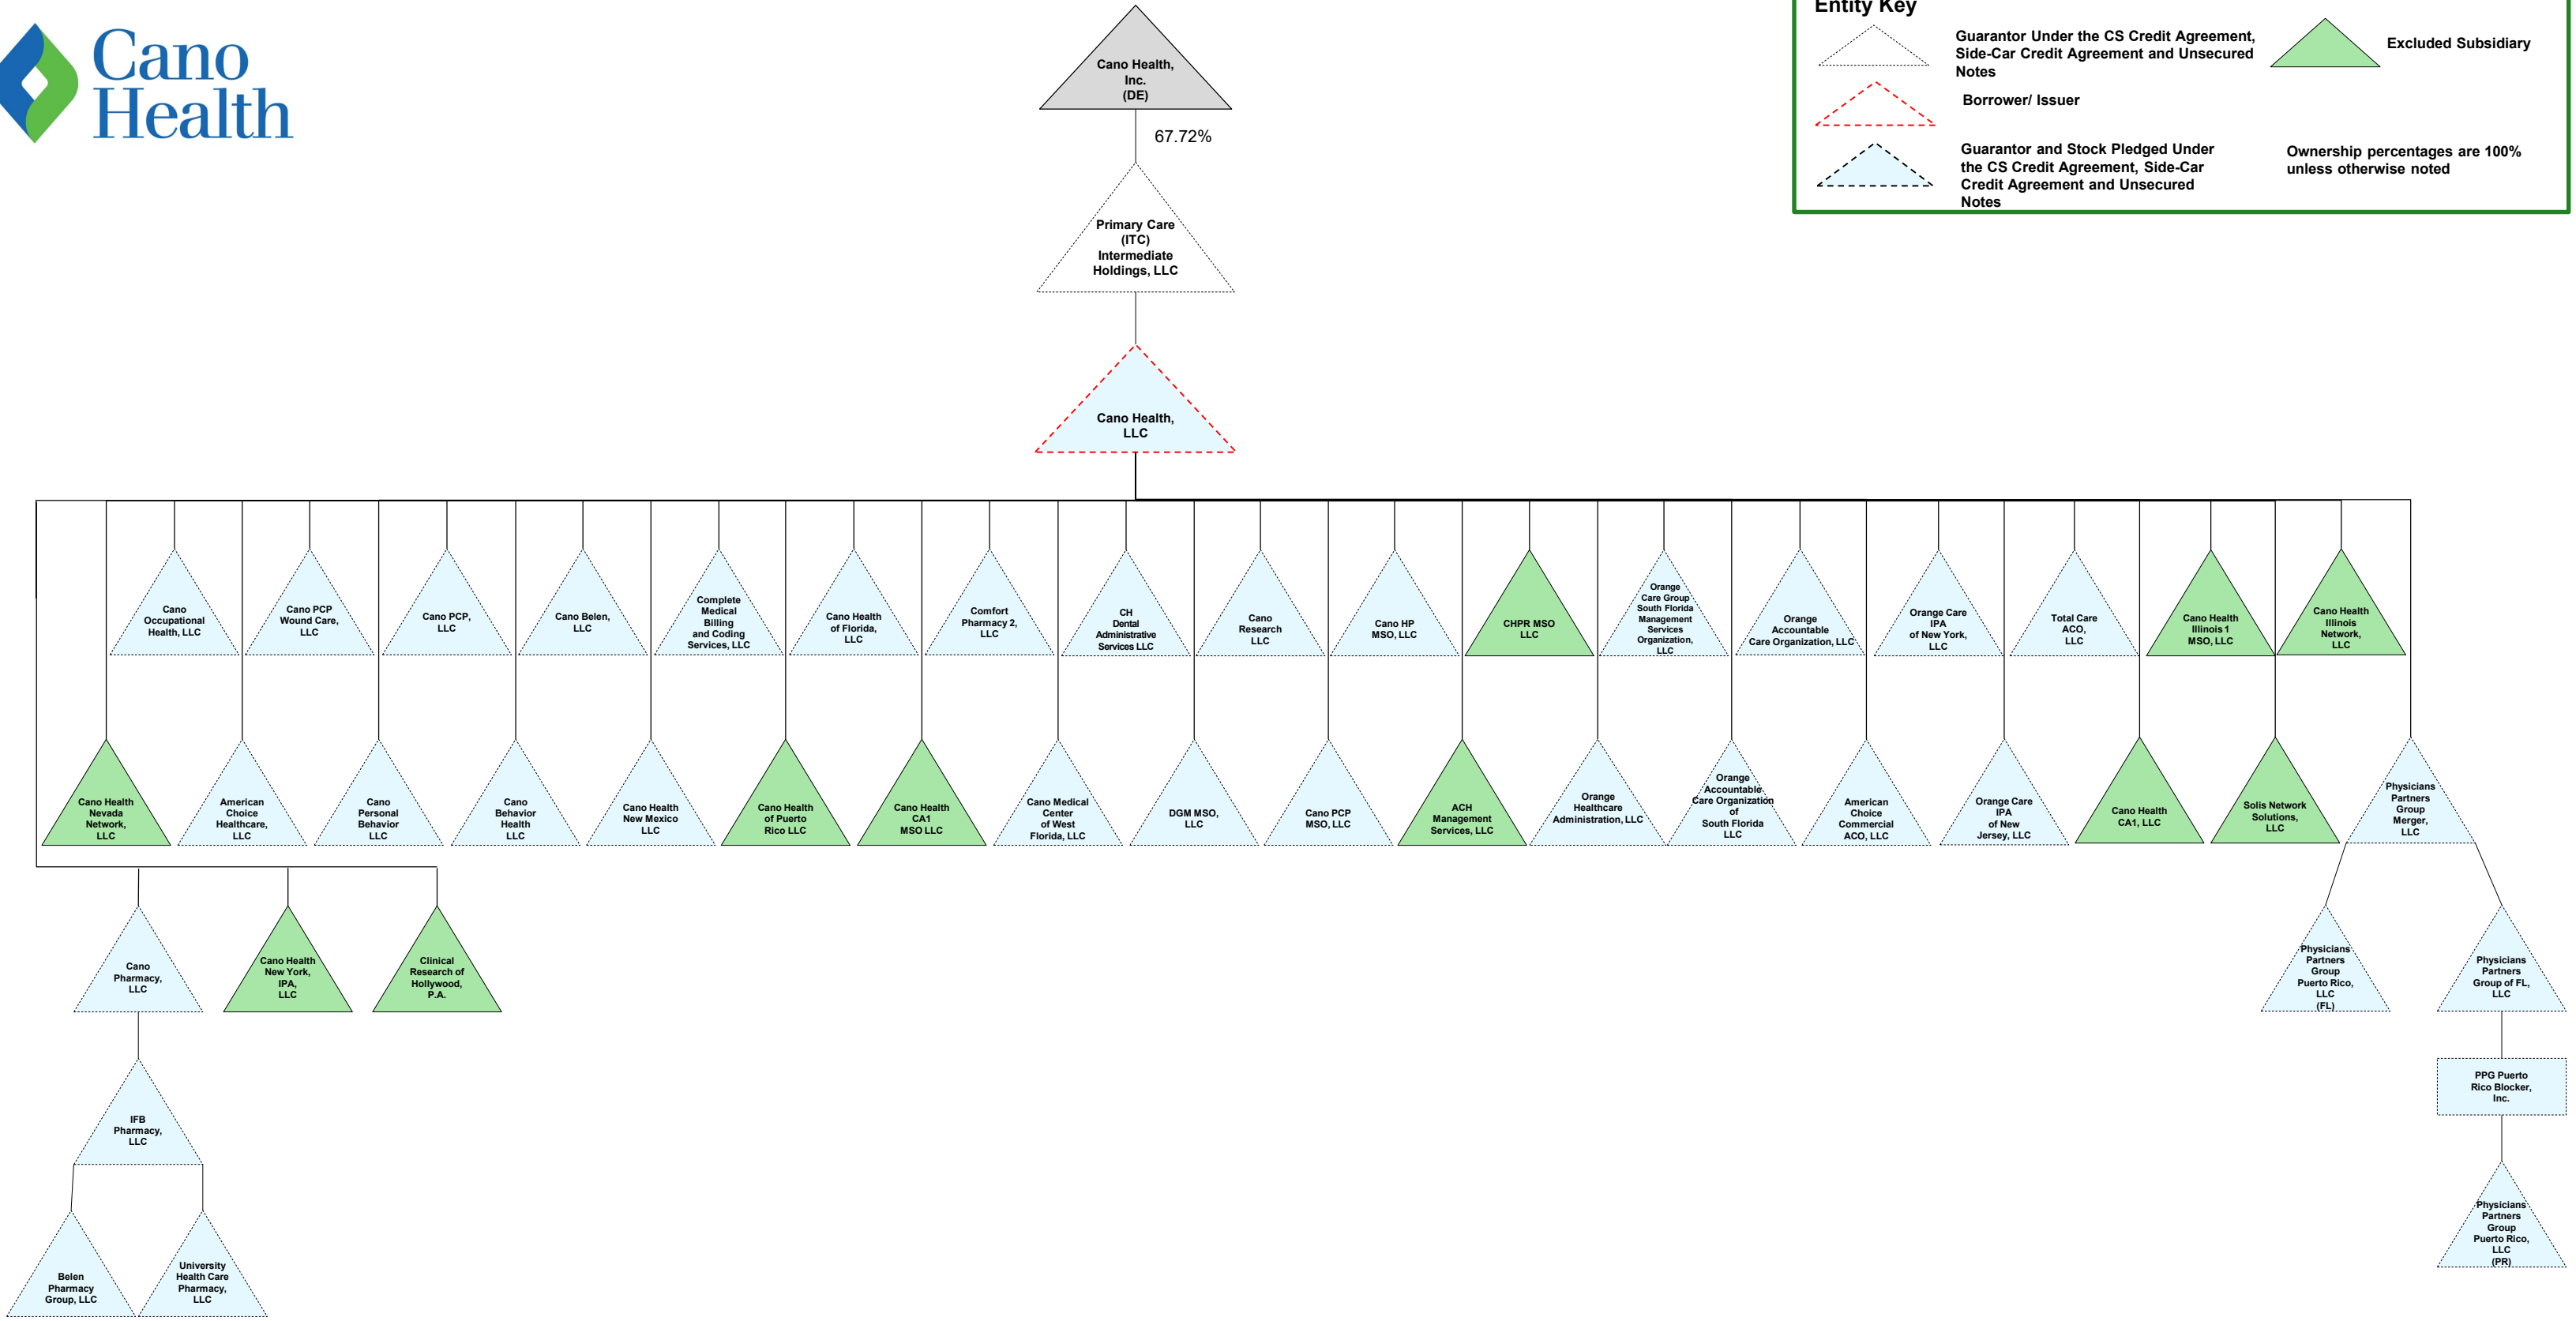 Cano
Health
Entity Key
Guarantor Under the CS Credit Agreement,
Side-Car Credit Agreement and Unsecured
Notes
Excluded Subsidiary
Borrower/ Issuer
Guarantor and Stock Pledged Under
the CS Credit Agreement, Side-Car
Credit Agreement and Unsecured
Notes
Ownership percentages are 100%
unless otherwise noted
Cano Health,
Inc.
(DE)
67.72%
Primary Care
(ITC)
Intermediate
Holdings, LLC
Cano Health,
LLC
Cano
Occupational
Health, LLC
Cano PCP
Wound Care,
LLC
Cano PCP,
LLC
Cano Belen,
LLC
Complete
Medical
Billing
and Coding
Services, LLC
Cano Health
of Florida,
LLC
Comfort
Pharmacy 2,
LLC
CH
Dental
Administrative
Services LLC
Cano
Research
LLC
Cano HP
MSO, LLC
CHPR MSO
LLC
Orange
Care Group
South Florida
Management
Services
Organization,
LLC
Orange
Accountable
Care Organization, LLC
Orange Care
IPA
of New York,
LLC
Total Care
ACO,
LLC
Cano Health
Illinois 1
MSO, LLC
Cano Health
Illinois
Network,
LLC
Cano Health
Nevada
Network,
LLC
American
Choice
Healthcare,
LLC
Cano
Personal
Behavior
LLC
Cano
Behavior
Health
LLC
Cano Health
New Mexico
LLC
Cano Health
of Puerto
Rico LLC
Cano Health
CA1
MSO LLC
Cano Medical
Center
of West
Florida, LLC
DGM MSO,
LLC
Cano PCP
MSO, LLC
ACH
Management
Services, LLC
Orange
Healthcare
Administration, LLC
Orange
Accountable
Care Organization
of
South Florida
LLC
American
Choice
Commercial
ACO, LLC
Orange Care
IPA
of New
Jersey, LLC
Cano Health
CA1, LLC
Solis Network
Solutions,
LLC
Physicians
Partners
Group
Merger,
LLC
Cano
Pharmacy,
LLC
Cano Health
New York,
IPA,
LLC
Clinical
Research of
Hollywood,
P.A.
Physicians
Partners
Group
Puerto Rico,
LLC
(FL)
Physicians
Partners
Group of FL,
LLC
IFB
Pharmacy,
LLC
PPG Puerto
Rico Blocker,
Inc.
Belen
Pharmacy
Group, LLC
University
Health Care
Pharmacy,
LLC
Physicians
Partners
Group
Puerto Rico,
LLC
(PR)